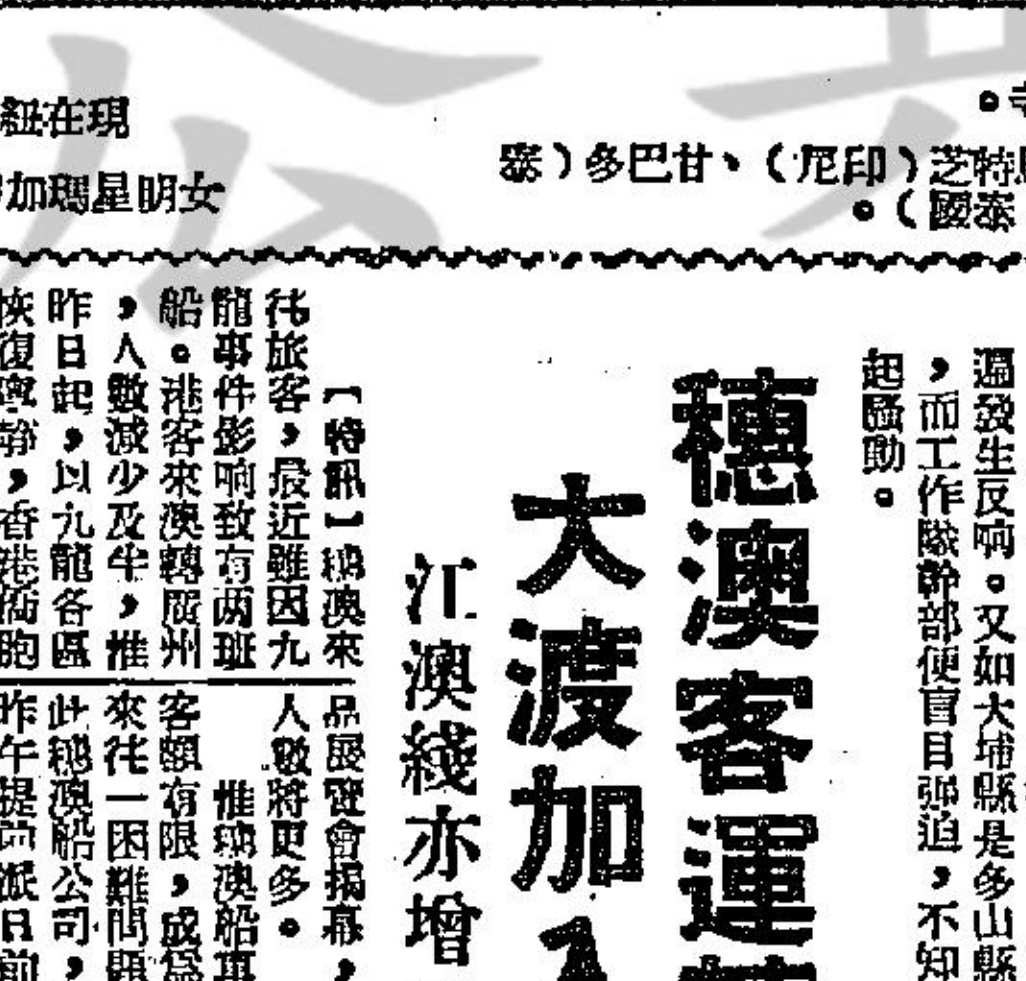 紐在現
加瑪星明女
。寺
泰）多巴甘、（厄印）芝特
。（國泰
遍發生反响。又如大埔縣是多山縣
，而工作隊幹部便盲目強迫，不知
起騷動。
穗澳客運
大渡加入
江澳綫亦增
【特訊】穗澳來
往旅客，最近雖因九
龍事件影响致有两班
船。港客來澳轉廣州
，人數減少及半，惟
昨日起，以九龍各區
恢復寧靜，香港僑胞
品展覽會揭幕，
人數將更多。
惟穗澳船
客額有限，成爲
來往一困難問題
此穗澳船公司，
昨午提前派日前